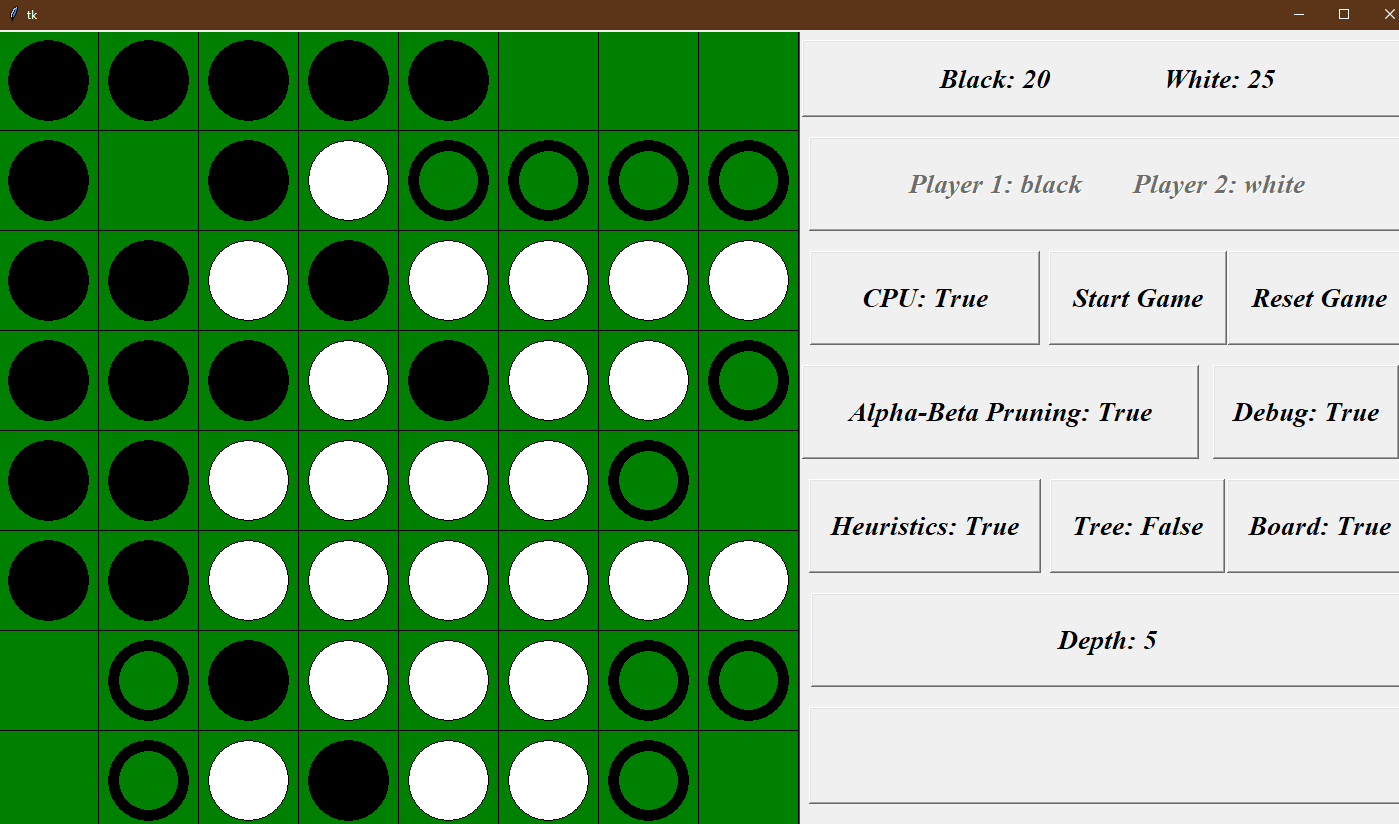 tk
Black: 20 White: 25
Player 1: black Player 2: white
CPU: True Start Game Reset Game
Alpha-Beta Pruning: True Debug: True
Heuristics: True Tree: False Board: True
Depth: 5